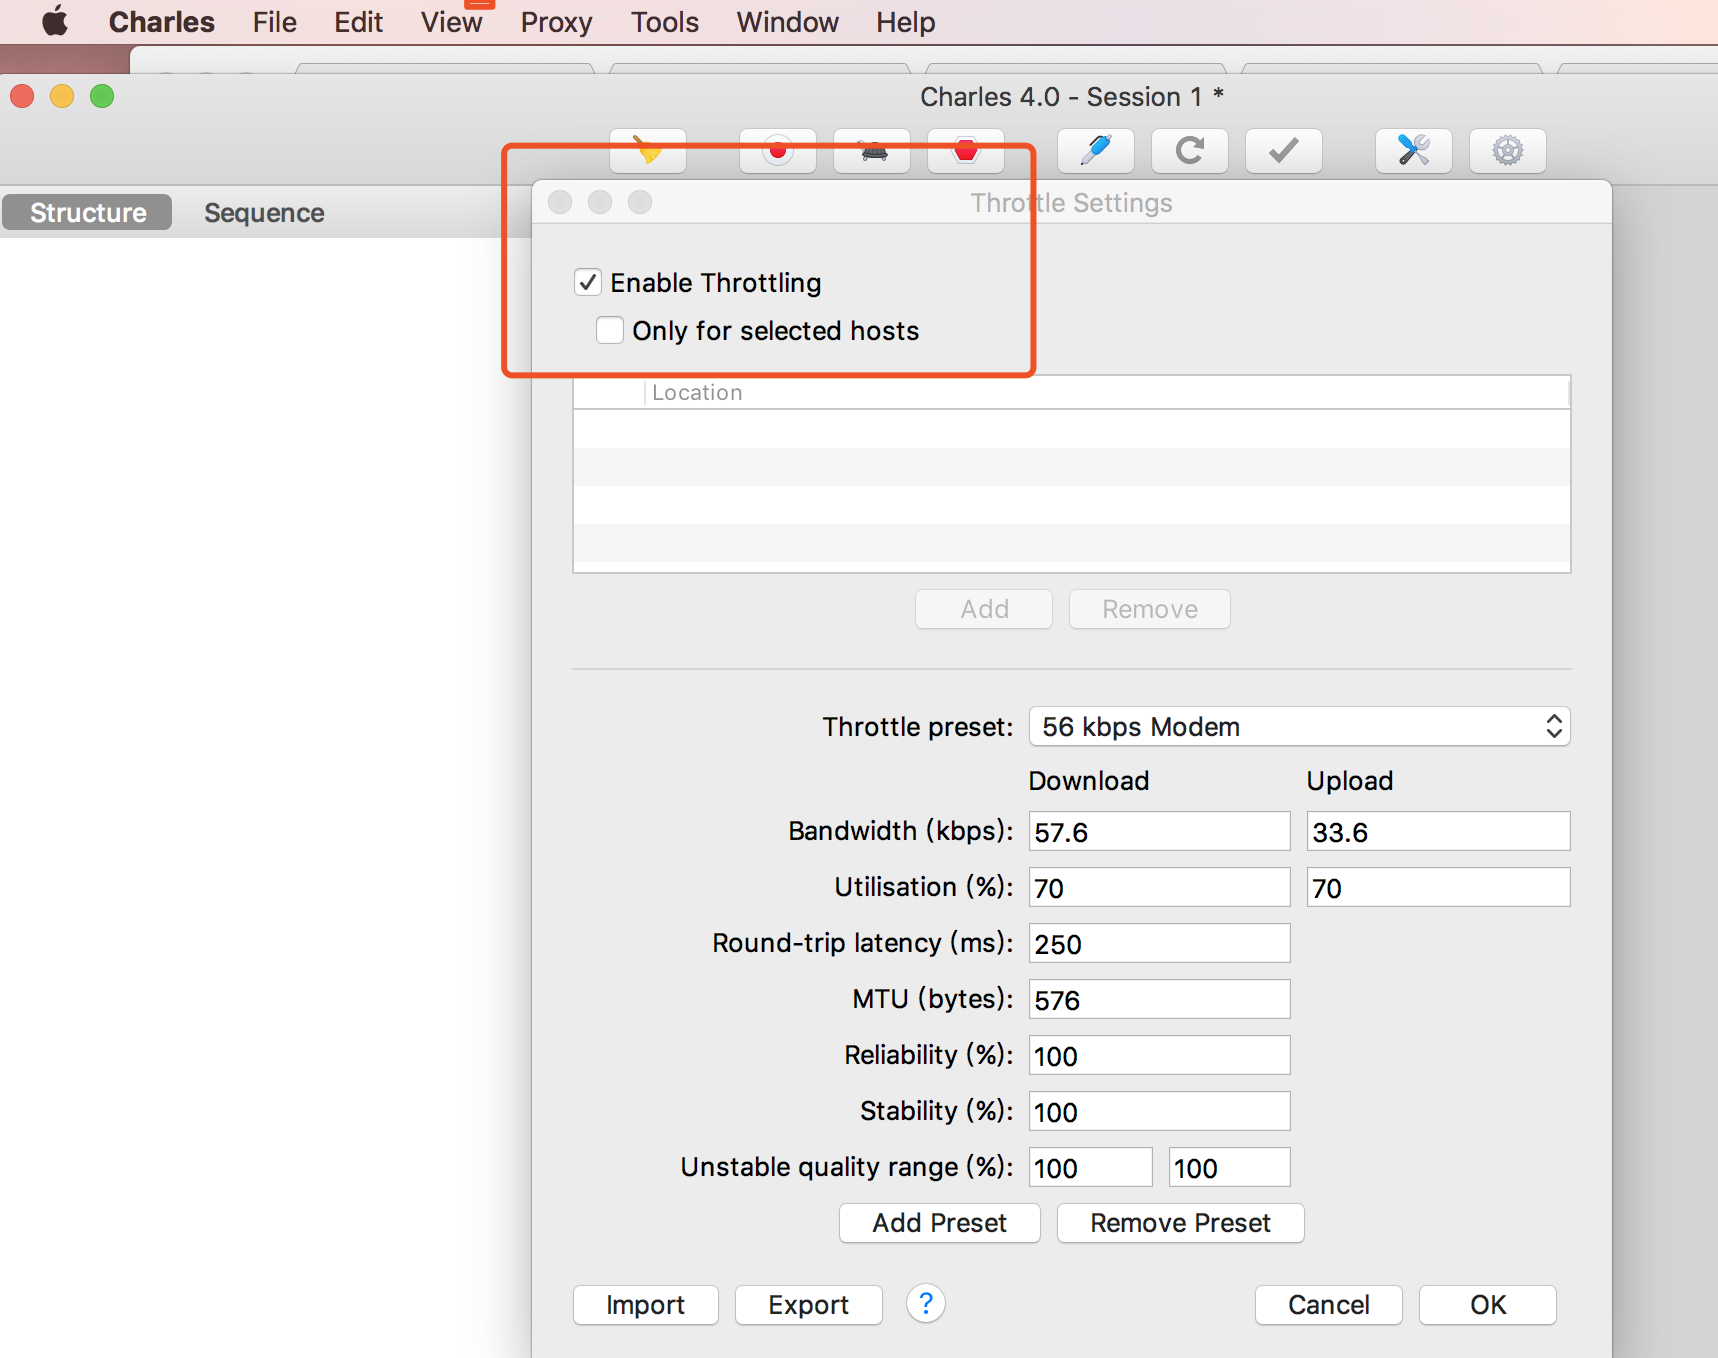 Charles File Edit View Proxy Tools Window Help
Charles 4.0 - Session 1 *
Structure Sequence
Throttle Settings
Enable Throttling
Only for selected hosts
Location
Add Remove
Throttle preset: 56 kbps Modem
Download Upload
Bandwidth (kbps): 57.6 33.6
Utilisation (%): 70 70
Round-trip latency (ms): 250
MTU (bytes): 576
Reliability (%): 100
Stability (%): 100
Unstable quality range (%): 100 100
Add Preset Remove Preset
Import Export ? Cancel OK